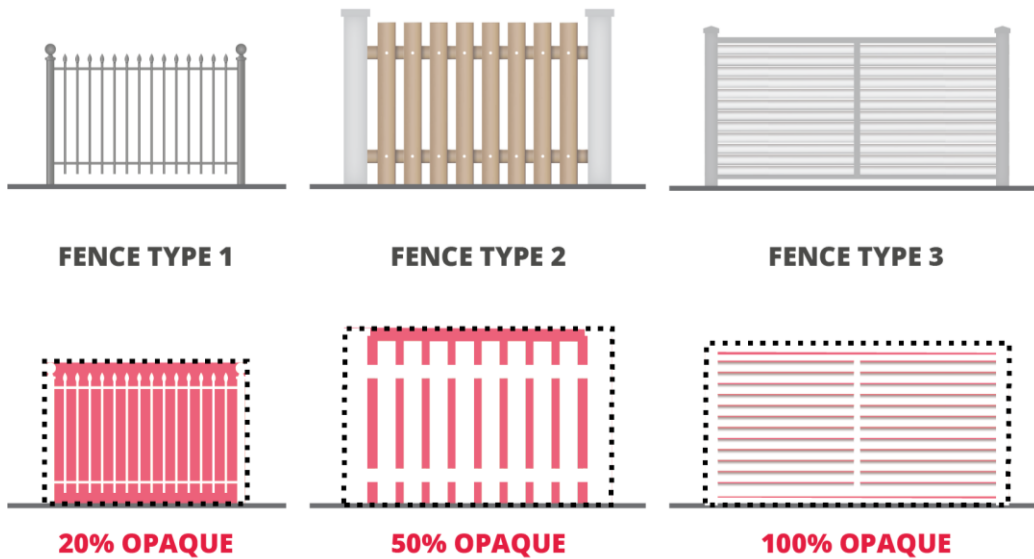 FENCE TYPE 1
FENCE TYPE 2
FENCE TYPE 3
20% OPAQUE
50% OPAQUE
100% OPAQUE